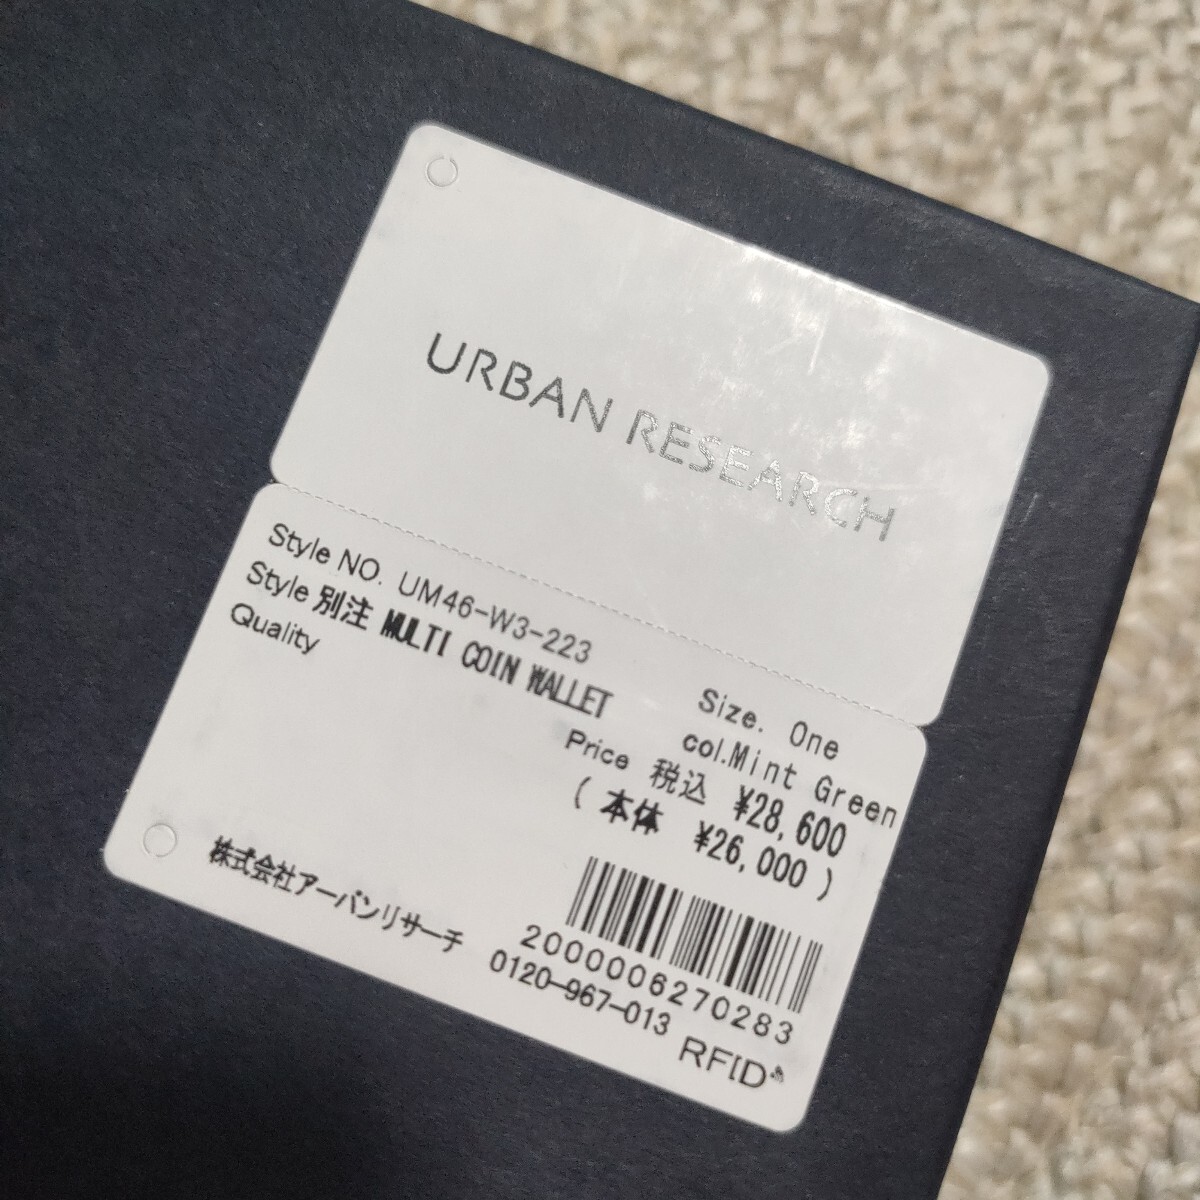 URBAN RESEARCH
Style NO. UM46-W3-223
Style 別注 MULTI COIN WALLET
Quality
Size. One
col.Mint Green
Price 税込 ¥28,600
( 本体 ¥26,000 )
2000006270283
株式会社アーバンリサーチ 0120-967-013
RFID